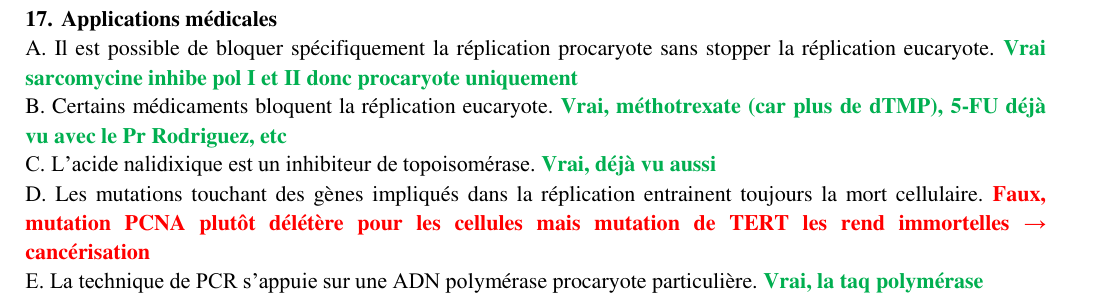 17. Applications médicales
A. Il est possible de bloquer spécifiquement la réplication procaryote sans stopper la réplication eucaryote. Vrai
sarcomycine inhibe pol I et II donc procaryote uniquement
B. Certains médicaments bloquent la réplication eucaryote. Vrai, méthotrexate (car plus de dTMP), 5-FU déjà
vu avec le Pr Rodriguez, etc
C. L’acide nalidixique est un inhibiteur de topoisomérase. Vrai, déjà vu aussi
D. Les mutations touchant des gènes impliqués dans la réplication entrainent toujours la mort cellulaire. Faux,
mutation PCNA plutôt délétère pour les cellules mais mutation de TERT les rend immortelles →
cancérisation
E. La technique de PCR s’appuie sur une ADN polymérase procaryote particulière. Vrai, la taq polymérase